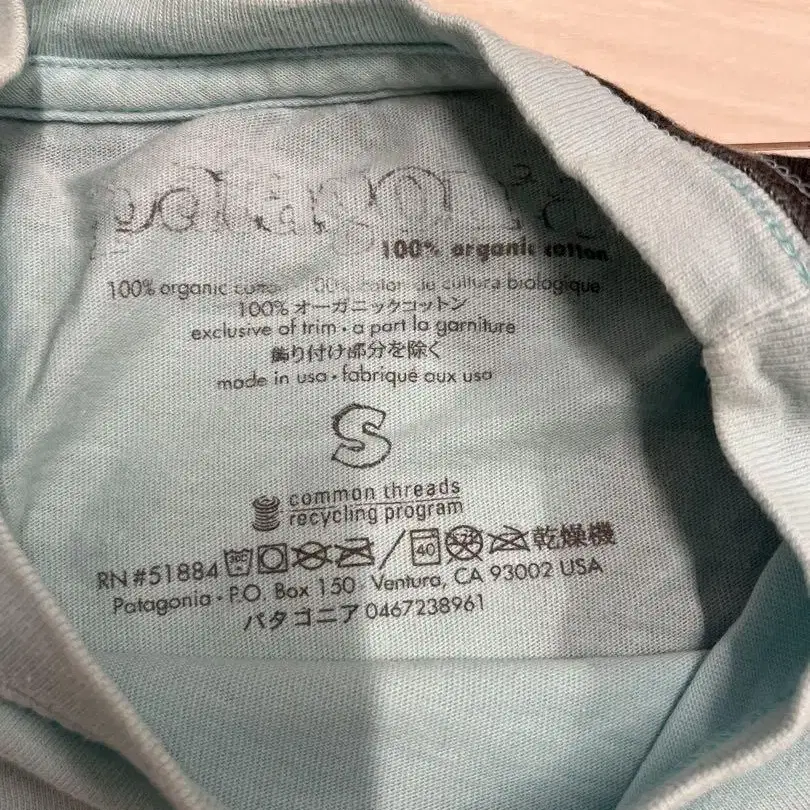 patagonia
100% organic cotton
100% organic cotton • 100% coton de cultura biologique
100% オーガニックコットン
exclusive of trim • a part la garniture
飾り付け部分を除く
made in usa • fabriqué aux usa
S
common threads
recycling program
RN #51884 40 乾燥機
Patagonia • P.O. Box 150 Ventura, CA 93002 USA
パタゴニア 0467238961